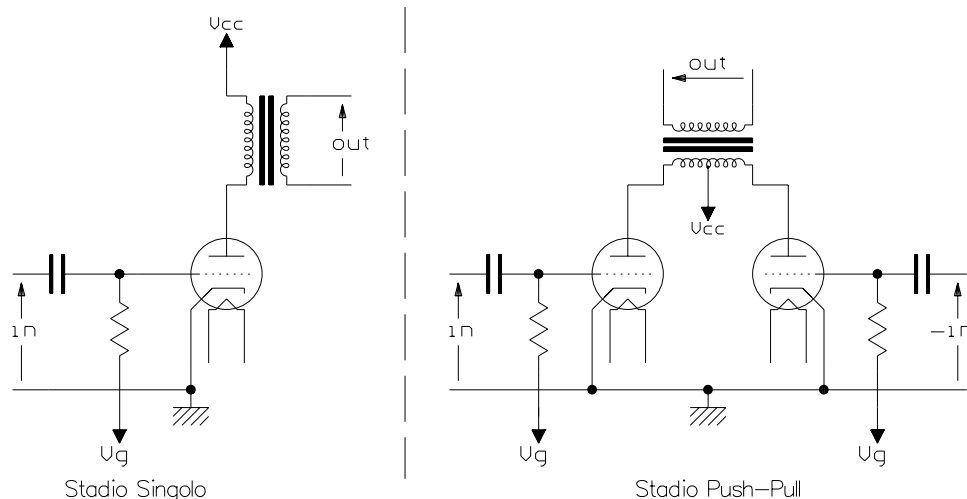 Vcc
out
in
Vg
Stadio Singolo
out
Vcc
in
-in
Vg
Vg
Stadio Push-Pull